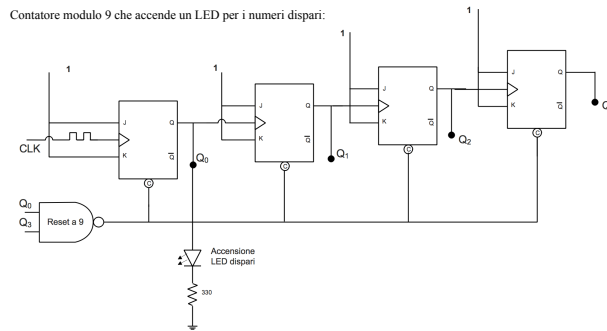 Contatore modulo 9 che accende un LED per i numeri dispari:
1
1
1
1
J
Q
K
Q
C
CLK
Q0
J
Q
K
Q
C
Q1
J
Q
K
Q
C
Q2
J
Q
K
Q
C
Q
Q0
Q3
Reset a 9
Accensione
LED dispari
330